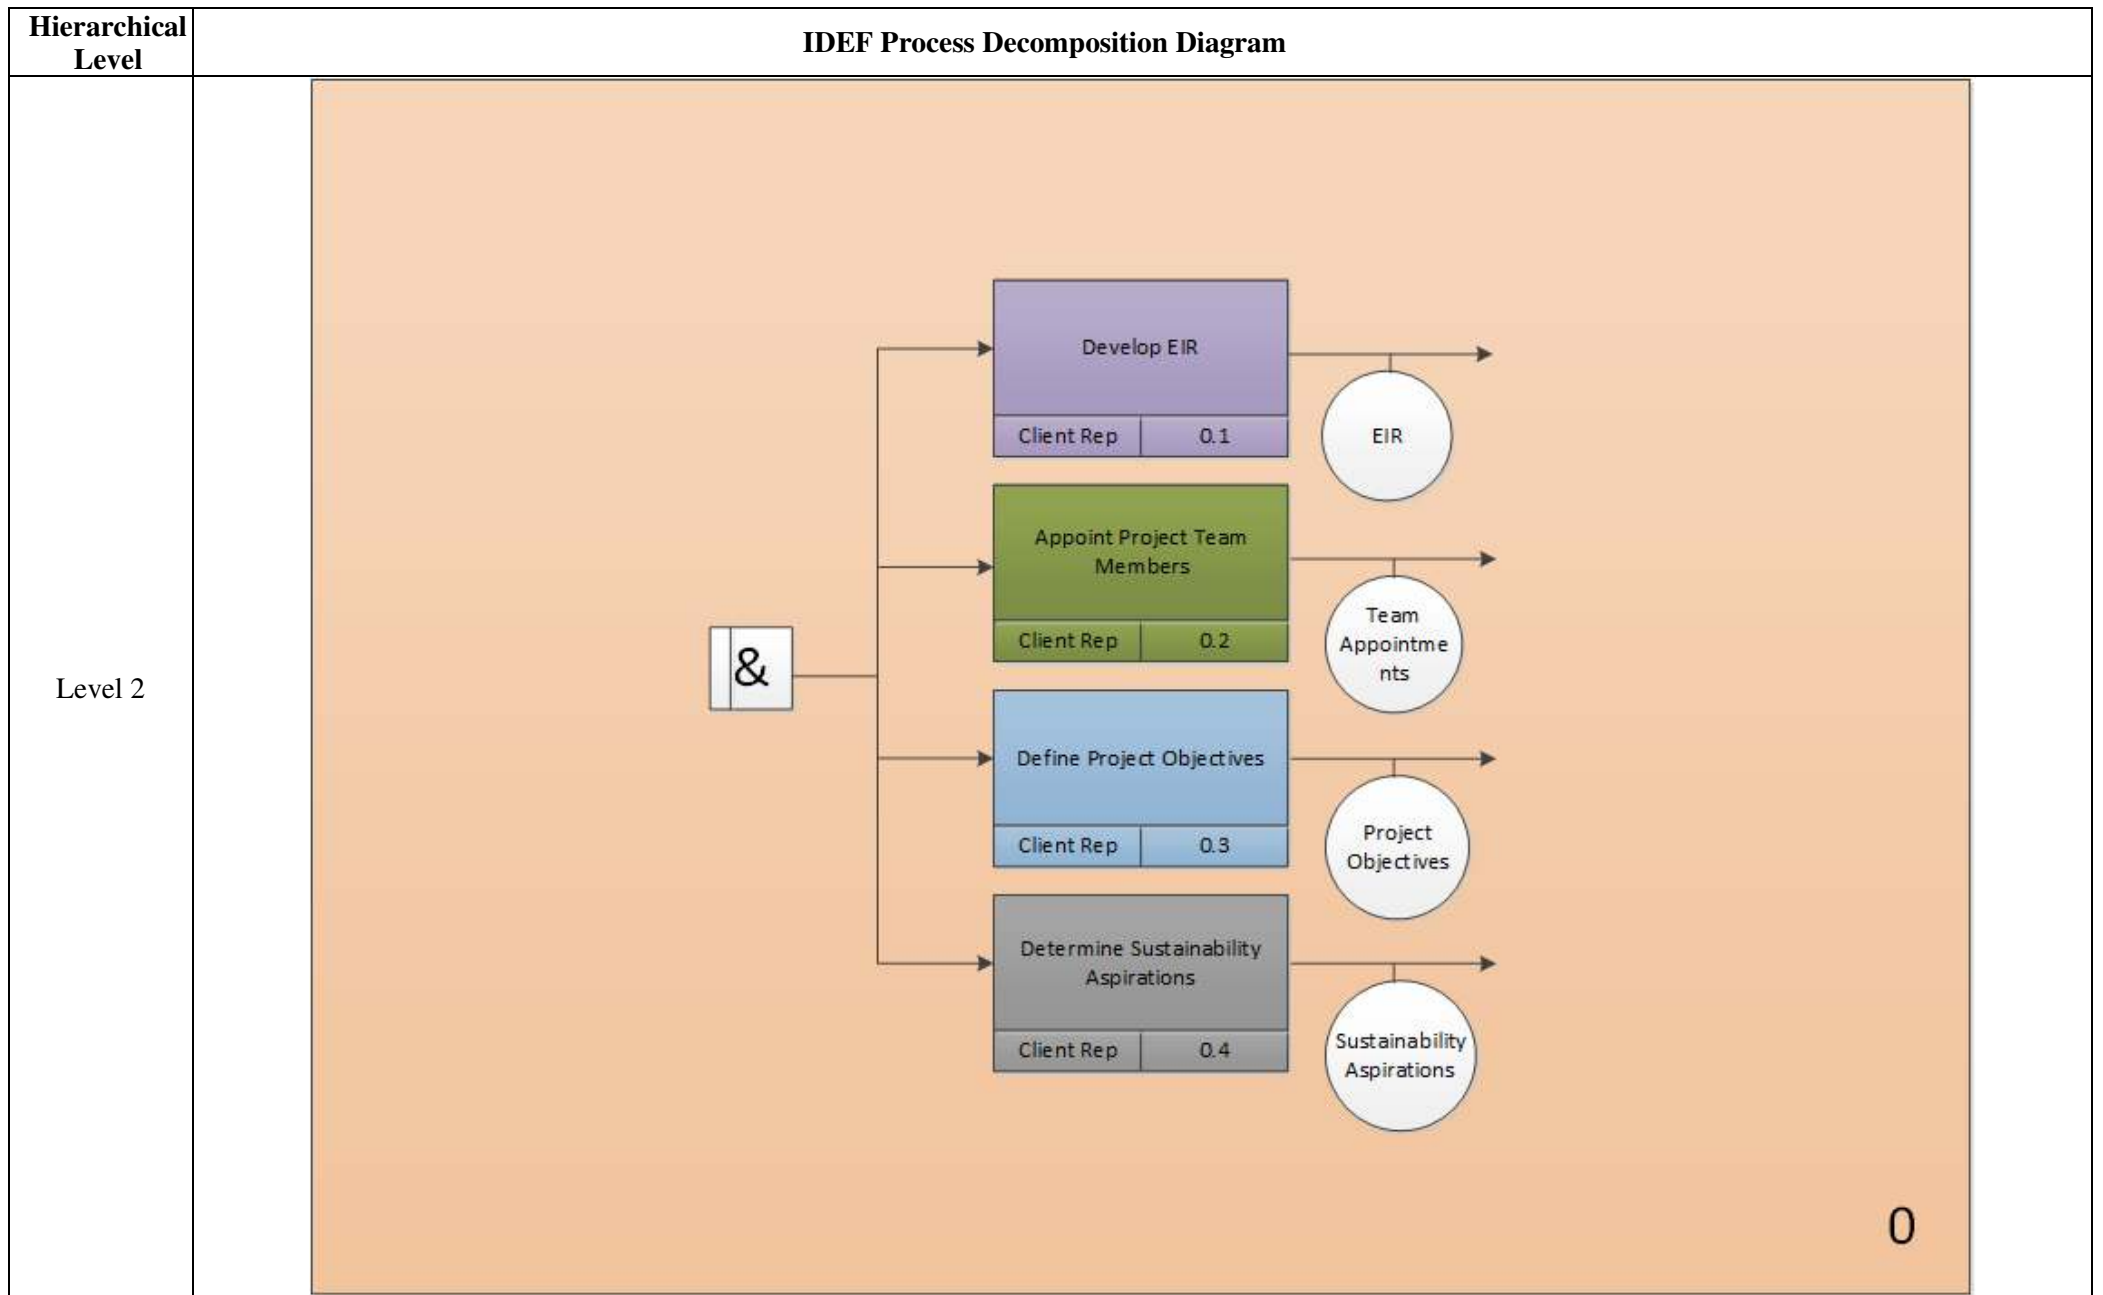 Hierarchical
Level
IDEF Process Decomposition Diagram
Level 2
Develop EIR
Client Rep
0.1
EIR
Appoint Project Team
Members
Client Rep
0.2
Team
Appointme
nts
&
Define Project Objectives
Client Rep
0.3
Project
Objectives
Determine Sustainability
Aspirations
Client Rep
0.4
Sustainability
Aspirations
0